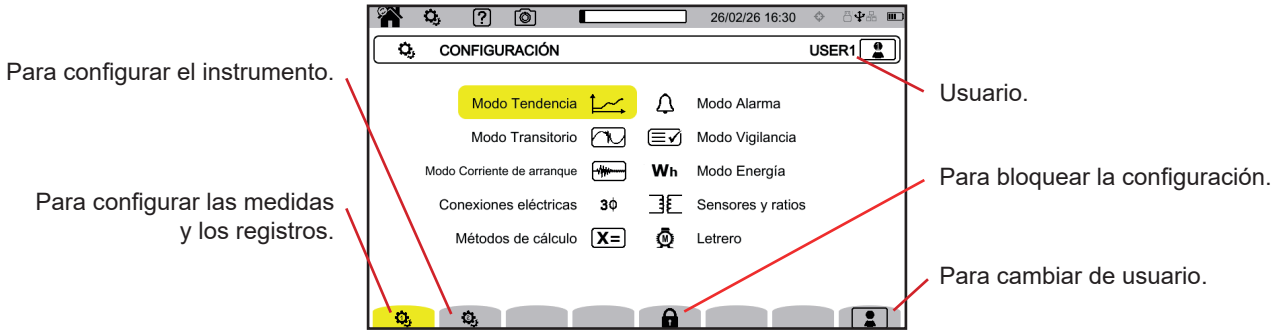 26/02/26 16:30
CONFIGURACIÓN
USER1
Para configurar el instrumento.
Usuario.
Modo Tendencia
Modo Alarma
Modo Transitorio
Modo Vigilancia
Modo Corriente de arranque
Wh Modo Energía
Para bloquear la configuración.
Para configurar las medidas
y los registros.
Conexiones eléctricas 3Φ
Sensores y ratios
Métodos de cálculo X=
M Letrero
Para cambiar de usuario.